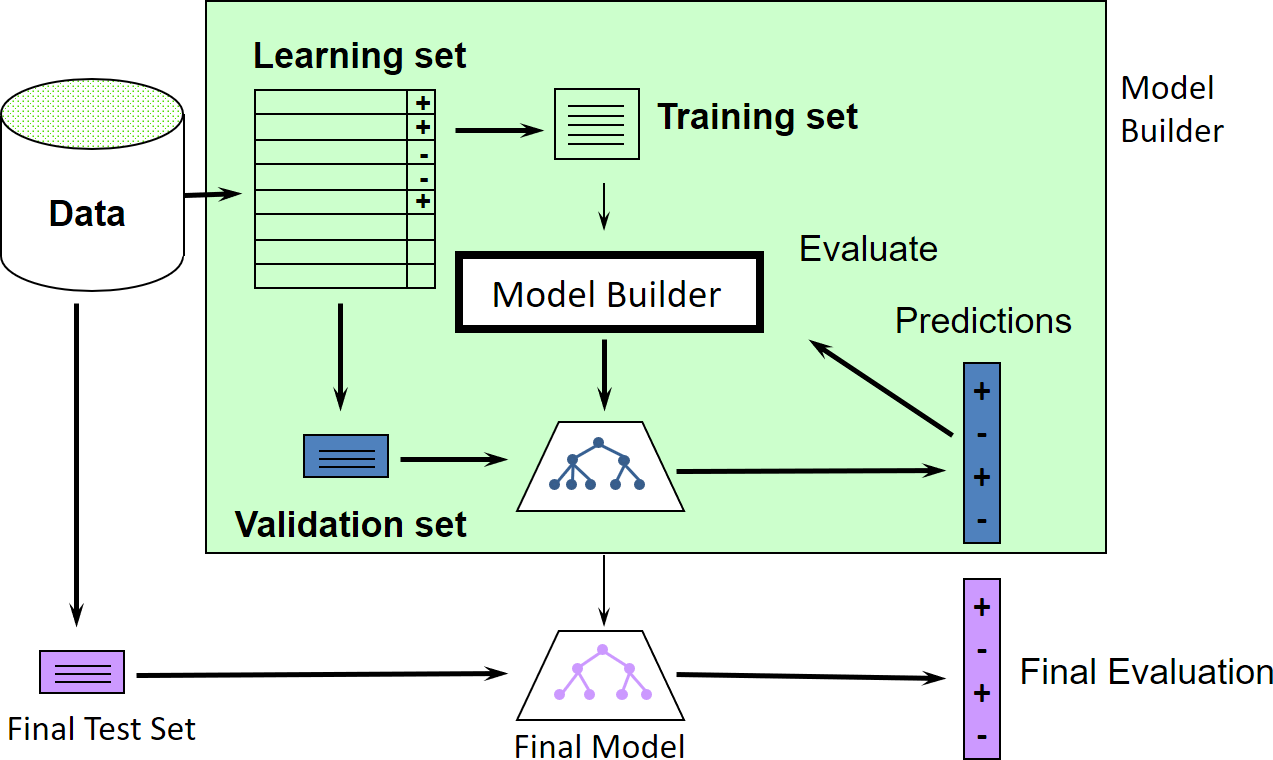 Learning set
+
+
-
-
+
Training set
Model
Builder
Data
Model Builder
Evaluate
Predictions
+
-
+
-
Validation set
+
-
+
-
Final Evaluation
Final Test Set
Final Model